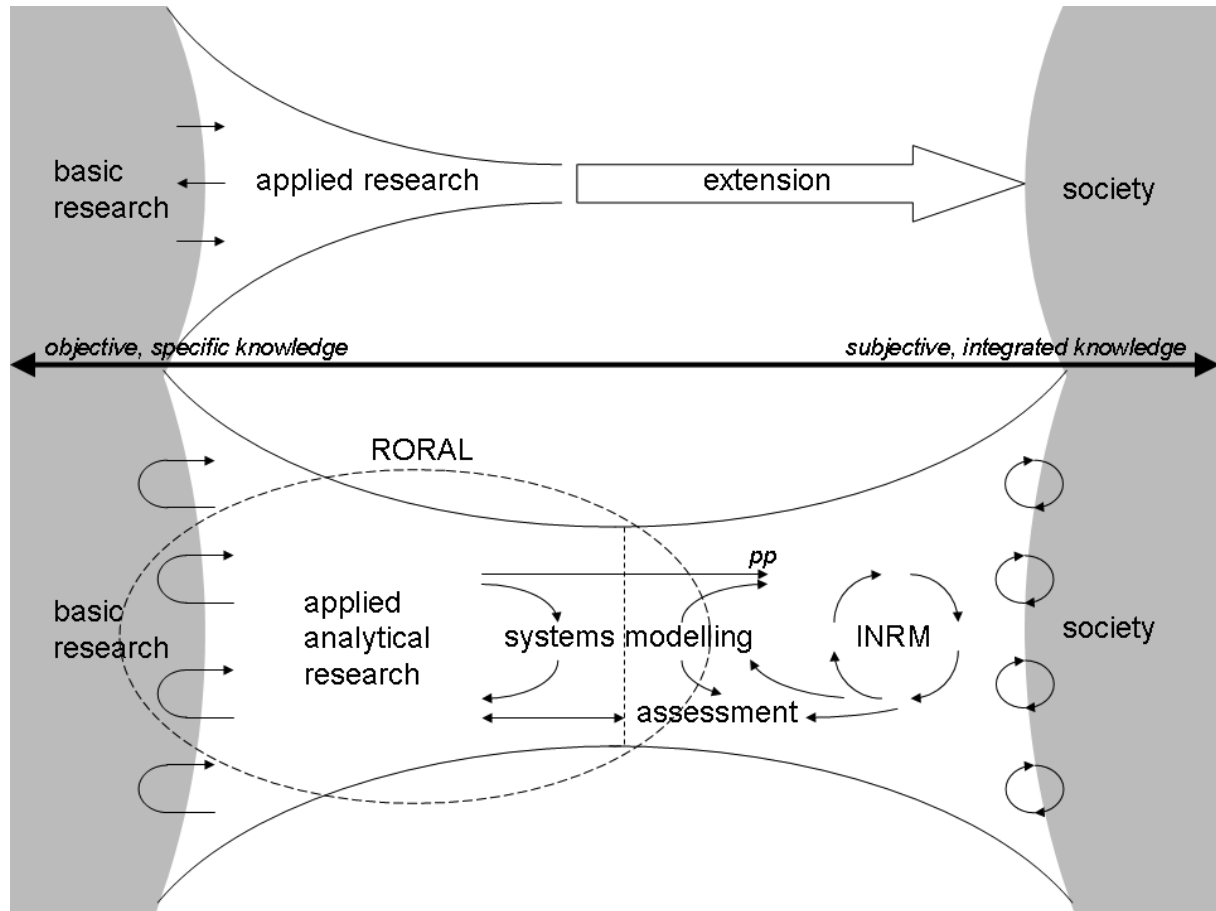 basic
research
applied research
extension
society
objective, specific knowledge
subjective, integrated knowledge
RORAL
pp
basic
research
applied
analytical
research
systems modelling
INRM
society
assessment